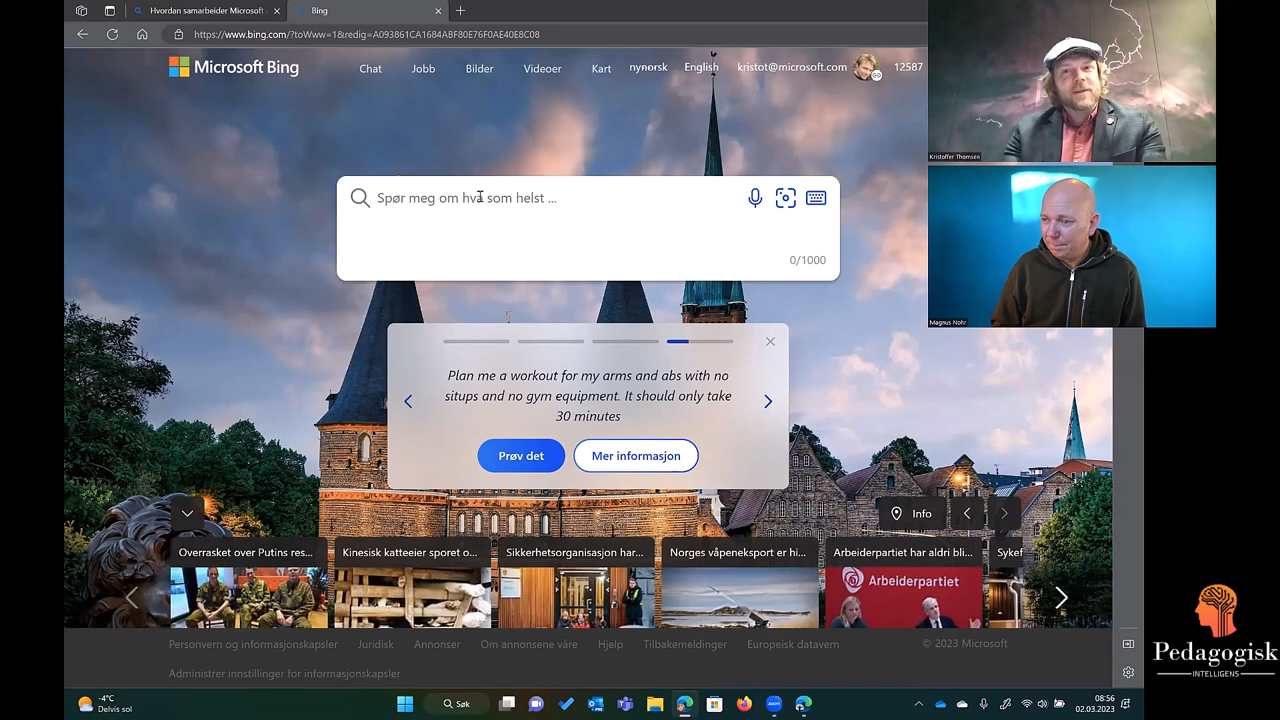 Hvordan samarbeider Microsoft
Bing
https://www.bing.com/?toWww=1&redig=A093861CA1684ABF80E76F0AE40E8C08
Microsoft Bing
Chat
Jobb
Bilder
Videoer
Kart
nynorsk
English
kristot@microsoft.com
12587
Kristoffer Thomsen
Spør meg om hva som helst ...
0/1000
Magnus Nohr
Plan me a workout for my arms and abs with no
situps and no gym equipment. It should only take
30 minutes
Prøv det
Mer informasjon
Info
Overrasket over Putins res...
Kinesisk katteeier sporet o...
Sikkerhetsorganisasjon har...
Norges våpeneksport er hi...
Arbeiderpartiet har aldri bli...
Sykef
Arbeiderpartiet
Personvern og informasjonskapsler
Juridisk
Annonser
Om annonsene våre
Hjelp
Tilbakemeldinger
Europeisk datavern
© 2023 Microsoft
Administrer innstillinger for informasjonskapsler
Pedagogisk
INTELLIGENS
-4°C
Delvis sol
Søk
zoom
08:56
02.03.2023